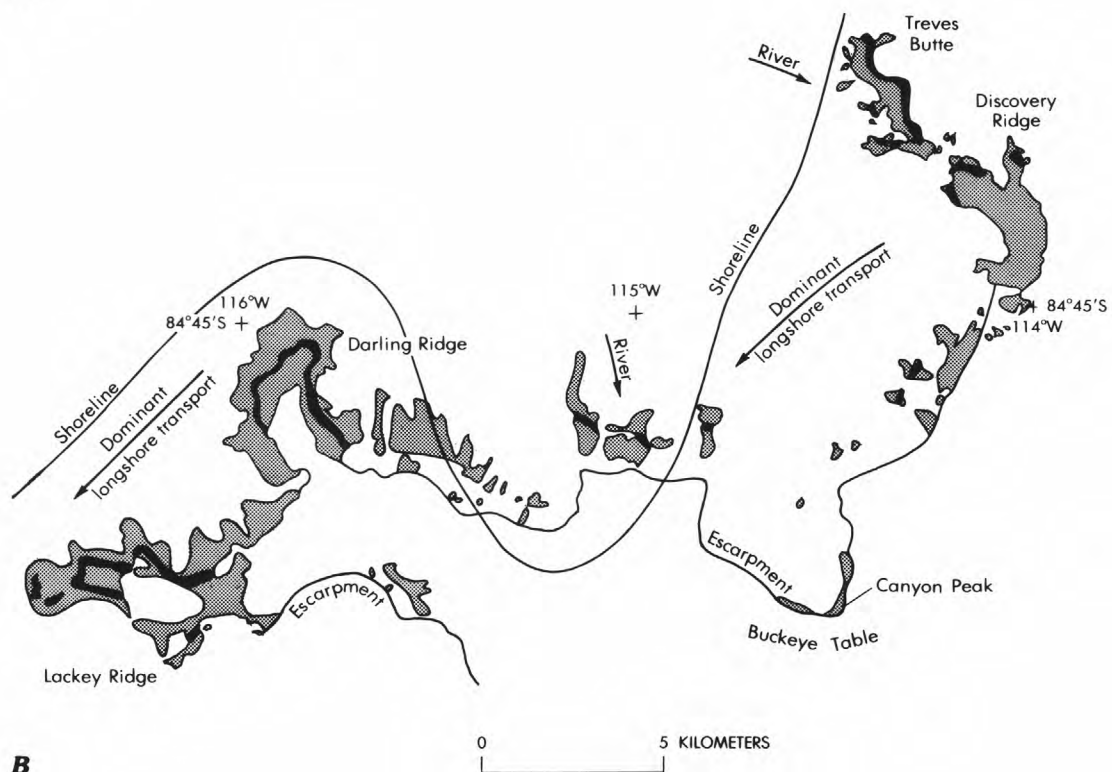 Treves
Butte
River
Discovery
Ridge
Shoreline
Dominant
longshore transport
115°W
+
116°W
84°45'S +
+ 84°45'S
114°W
Darling Ridge
River
Shoreline
Dominant
longshore transport
Escarpment
Canyon Peak
Escarpment
Buckeye Table
Lackey Ridge
0 5 KILOMETERS
B